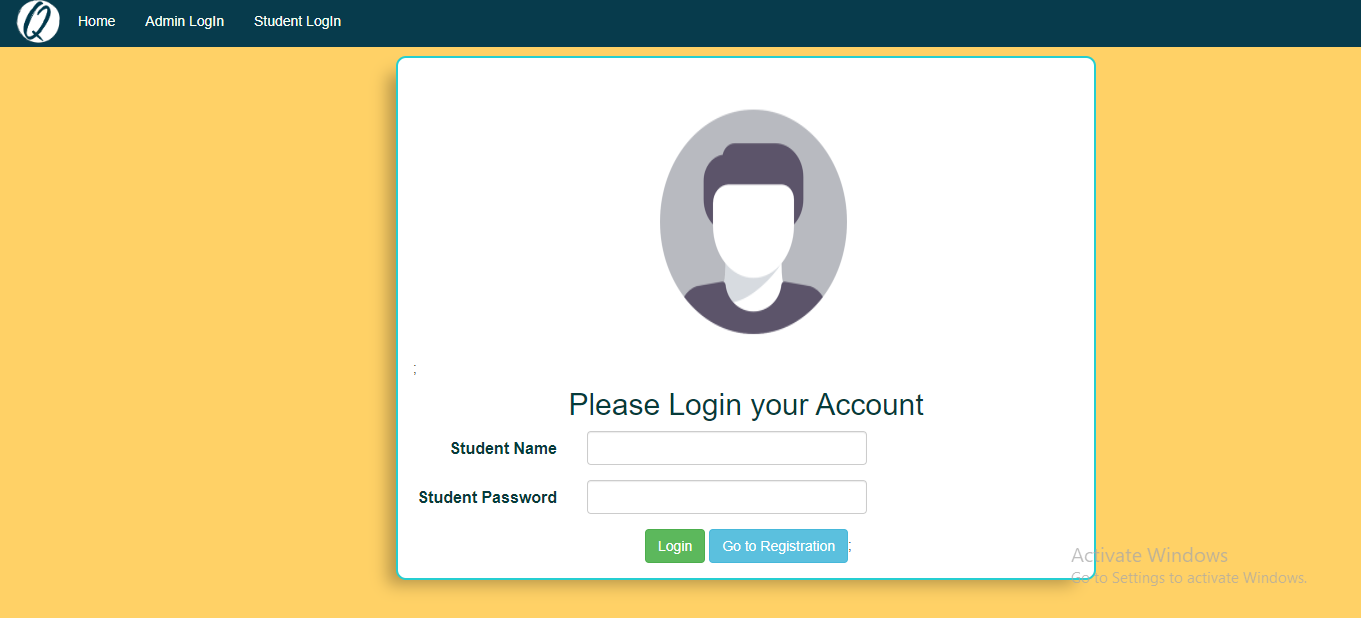 Q Home Admin LogIn Student LogIn
;
Please Login your Account
Student Name
Student Password
Login Go to Registration ;
Activate Windows
Go to Settings to activate Windows.